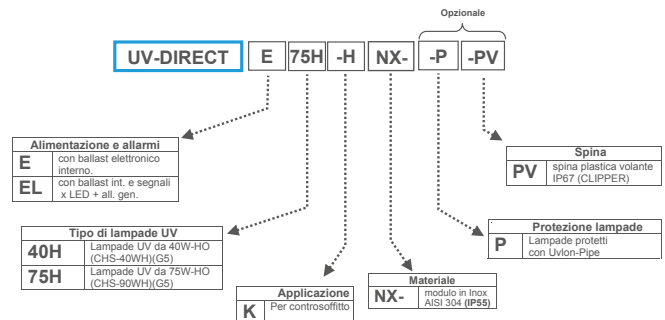 Opzionale
UV-DIRECT E 75H -H NX- -P -PV
Alimentazione e allarmi
E con ballast elettronico
interno.
EL con ballast int. e segnali
x LED + all. gen.
Spina
PV spina plastica volante
IP67 (CLIPPER)
Tipo di lampade UV
40H Lampade UV da 40W-HO
(CHS-40WH)(G5)
75H Lampade UV da 75W-HO
(CHS-90WH)(G5)
Protezione lampade
P Lampade protetti
con Uvlon-Pipe
Applicazione
K Per controsoffitto
Materiale
NX- modulo in Inox
AISI 304 (IP55)